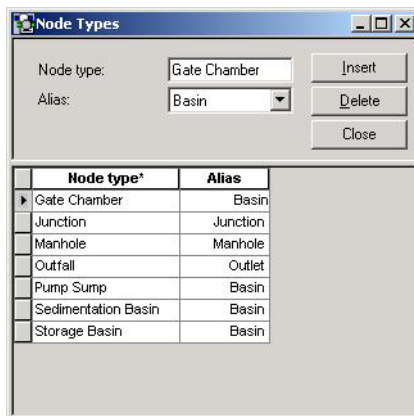 Node Types
Node type: Gate Chamber Insert
Alias: Basin Delete
Close
Node type* Alias
Gate Chamber Basin
Junction Junction
Manhole Manhole
Outfall Outlet
Pump Sump Basin
Sedimentation Basin Basin
Storage Basin Basin